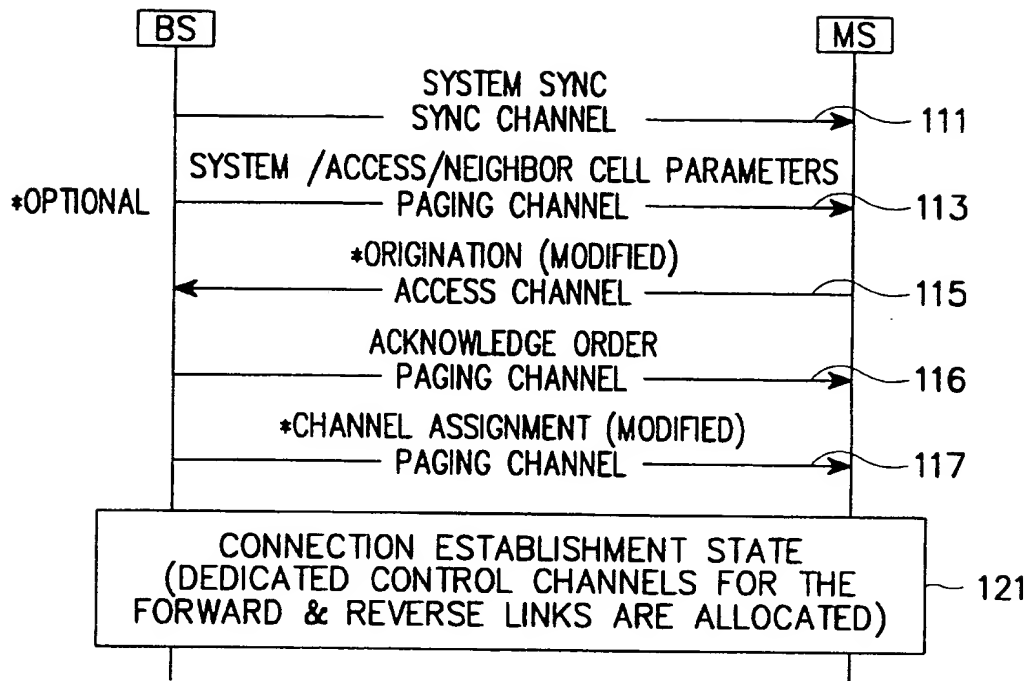 BS
MS
SYSTEM SYNC
SYNC CHANNEL
111
SYSTEM /ACCESS/NEIGHBOR CELL PARAMETERS
*OPTIONAL
PAGING CHANNEL
113
*ORIGINATION (MODIFIED)
ACCESS CHANNEL
115
ACKNOWLEDGE ORDER
PAGING CHANNEL
116
*CHANNEL ASSIGNMENT (MODIFIED)
PAGING CHANNEL
117
CONNECTION ESTABLISHMENT STATE
(DEDICATED CONTROL CHANNELS FOR THE
FORWARD & REVERSE LINKS ARE ALLOCATED)
121